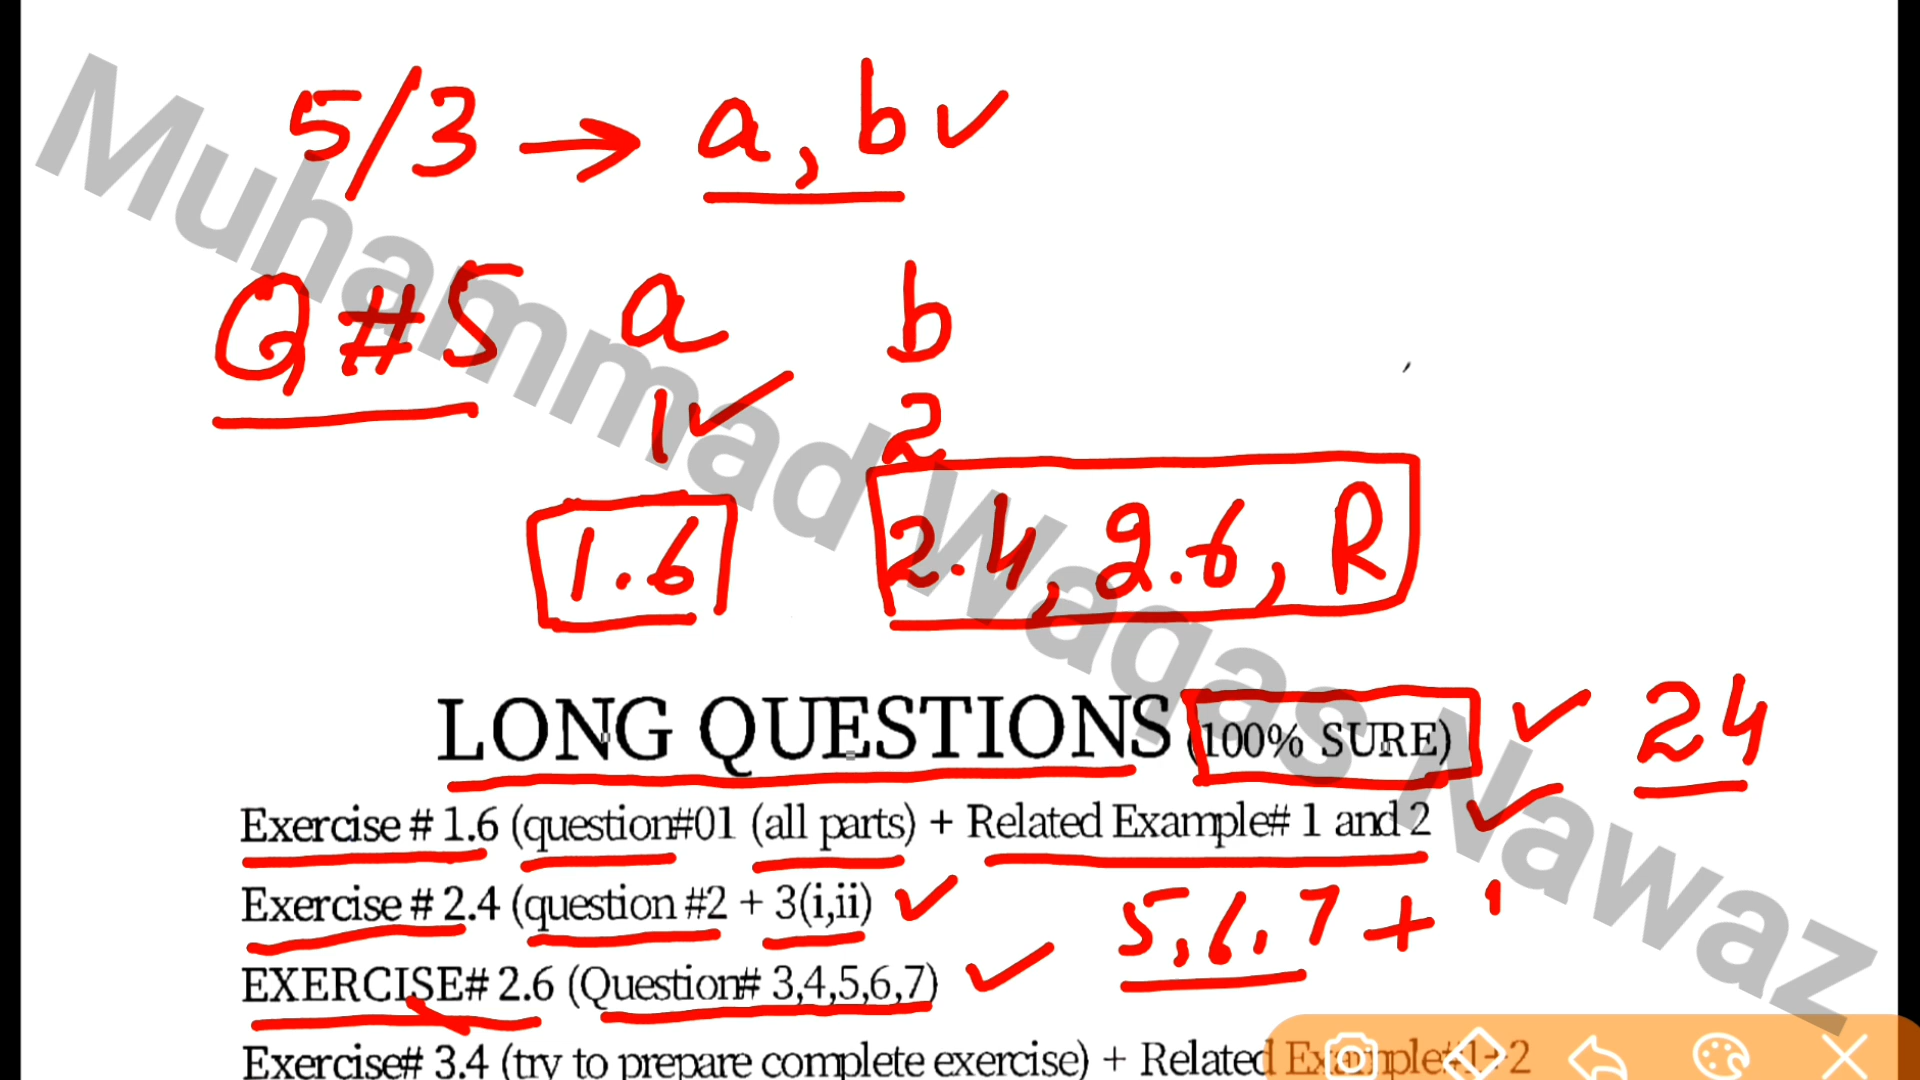 5/3 → a, b ✓
Q#5 a b
1 ✓ 2
1.6 2.4, 2.6, R
LONG QUESTIONS (100% SURE) ✓ 24
Exercise # 1.6 (question#01 (all parts) + Related Example# 1 and 2 ✓
Exercise # 2.4 (question #2 + 3(i,ii) ✓ 5,6,7 +
EXERCISE# 2.6 (Question# 3,4,5,6,7) ✓
Exercise# 3.4 (try to prepare complete exercise) + Related Example#1+2
Muhammad Waqas Nawaz